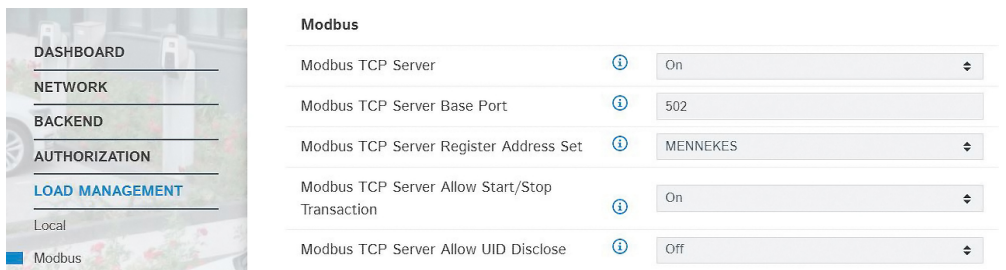 DASHBOARD
NETWORK
BACKEND
AUTHORIZATION
LOAD MANAGEMENT
Local
Modbus
Modbus
Modbus TCP Server
On
Modbus TCP Server Base Port
502
Modbus TCP Server Register Address Set
MENNEKES
Modbus TCP Server Allow Start/Stop
Transaction
On
Modbus TCP Server Allow UID Disclose
Off